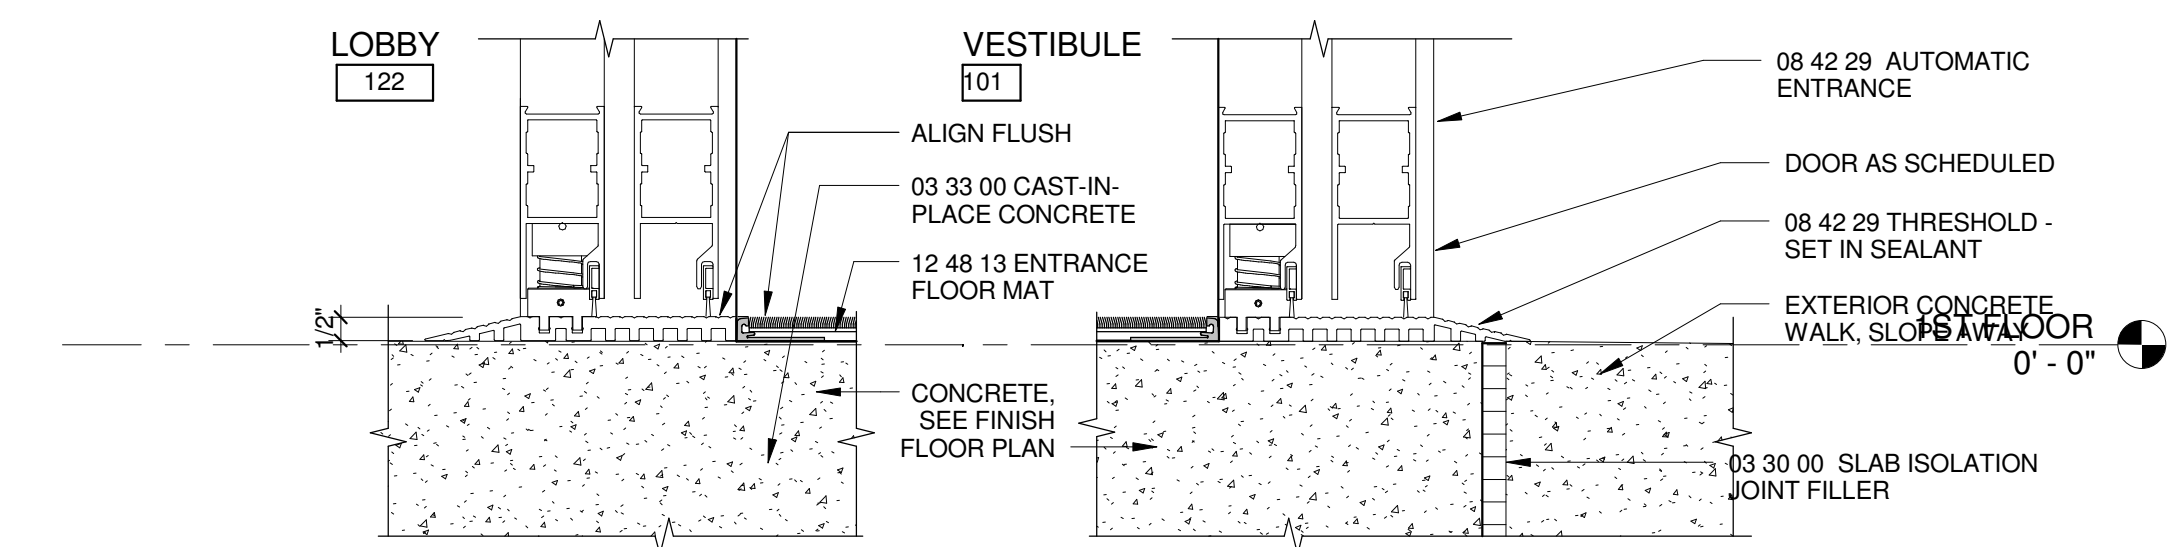 LOBBY
122
VESTIBULE
101
ALIGN FLUSH
03 33 00 CAST-IN-
PLACE CONCRETE
12 48 13 ENTRANCE
FLOOR MAT
CONCRETE,
SEE FINISH
FLOOR PLAN
1/2"
08 42 29 AUTOMATIC
ENTRANCE
DOOR AS SCHEDULED
08 42 29 THRESHOLD -
SET IN SEALANT
EXTERIOR CONCRETE
WALK, SLOPE AWAY
1ST FLOOR
0' - 0"
03 30 00 SLAB ISOLATION
JOINT FILLER